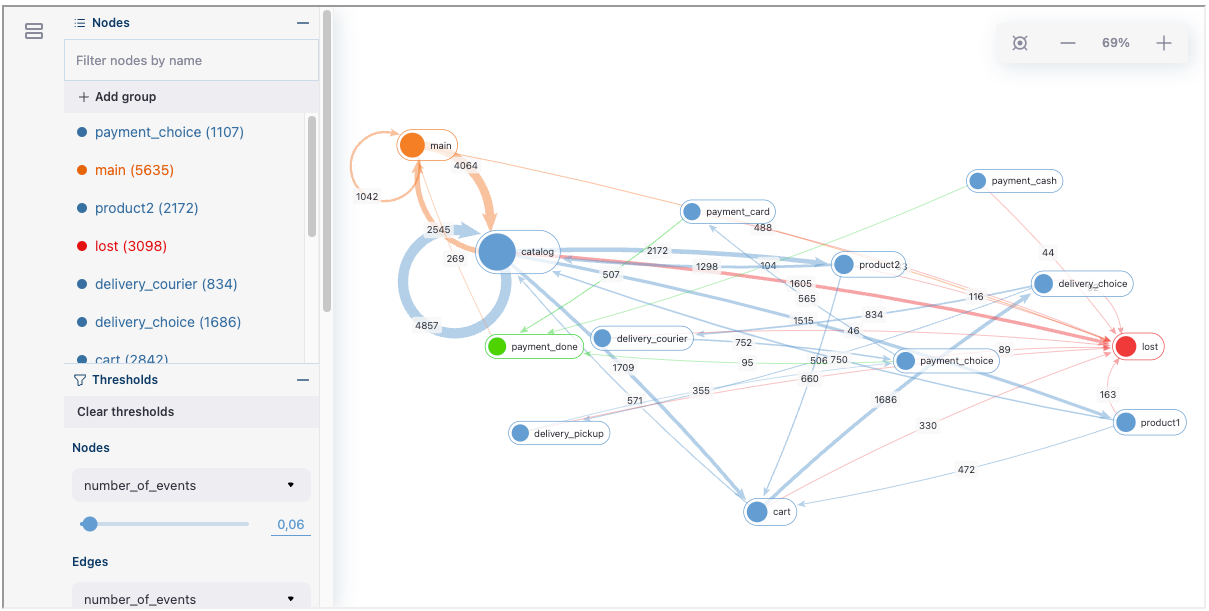 Nodes
Filter nodes by name
Add group
payment_choice (1107)
main (5635)
product2 (2172)
lost (3098)
delivery_courier (834)
delivery_choice (1686)
cart (2842)
Thresholds
Clear thresholds
Nodes
number_of_events
0,06
Edges
number_of_events
69%
main
4064
1042
payment_cash
payment_card
488
2545
catalog
269
2172
1298
104
product2
44
507
1605
565
delivery_choice
116
4857
1515
834
46
payment_done
delivery_courier
752
lost
89
95
506
750
payment_choice
1709
660
355
571
1686
163
product1
330
delivery_pickup
472
cart